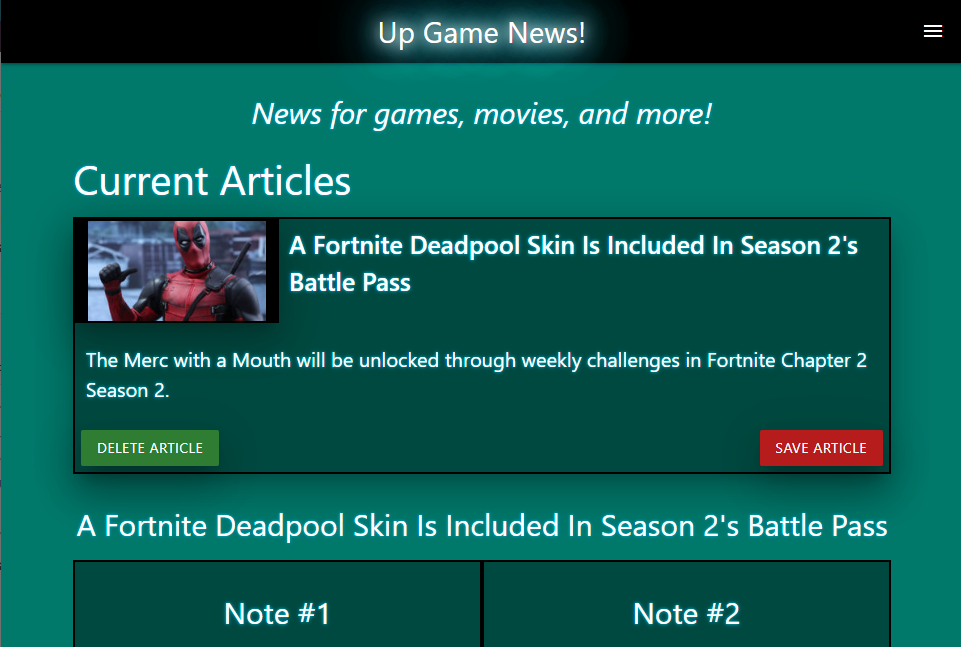 Up Game News!
News for games, movies, and more!
Current Articles
A Fortnite Deadpool Skin Is Included In Season 2's
Battle Pass
The Merc with a Mouth will be unlocked through weekly challenges in Fortnite Chapter 2
Season 2.
DELETE ARTICLE
SAVE ARTICLE
A Fortnite Deadpool Skin Is Included In Season 2's Battle Pass
Note #1
Note #2